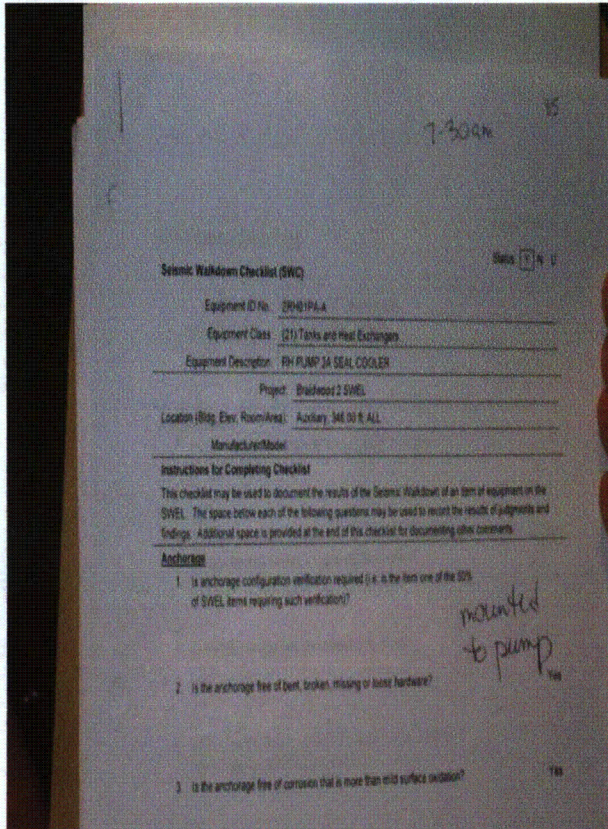 15
7:30am
Status Y N U
Seismic Walkdown Checklist (SWC)
Equipment ID No. 2RH01PA-A
Equipment Class (21) Tanks and Heat Exchangers
Equipment Description RH PUMP 2A SEAL COOLER
Project Braidwood 2 SWEL
Location (Bldg, Elev, Room/Area): Auxiliary, 346.00 ft, ALL
Manufacturer/Model
Instructions for Completing Checklist
This checklist may be used to document the results of the Seismic Walkdown of an item of equipment on the
SWEL. The space below each of the following questions may be used to record the results of judgments and
findings. Additional space is provided at the end of this checklist for documenting other comments.
Anchorage
1. Is anchorage configuration verification required (i.e. is the item one of the 50%
of SWEL items requiring such verification)?
mounted
to pump
Yes
2. Is the anchorage free of bent, broken, missing or loose hardware?
Yes
3. Is the anchorage free of corrosion that is more than mild surface oxidation?